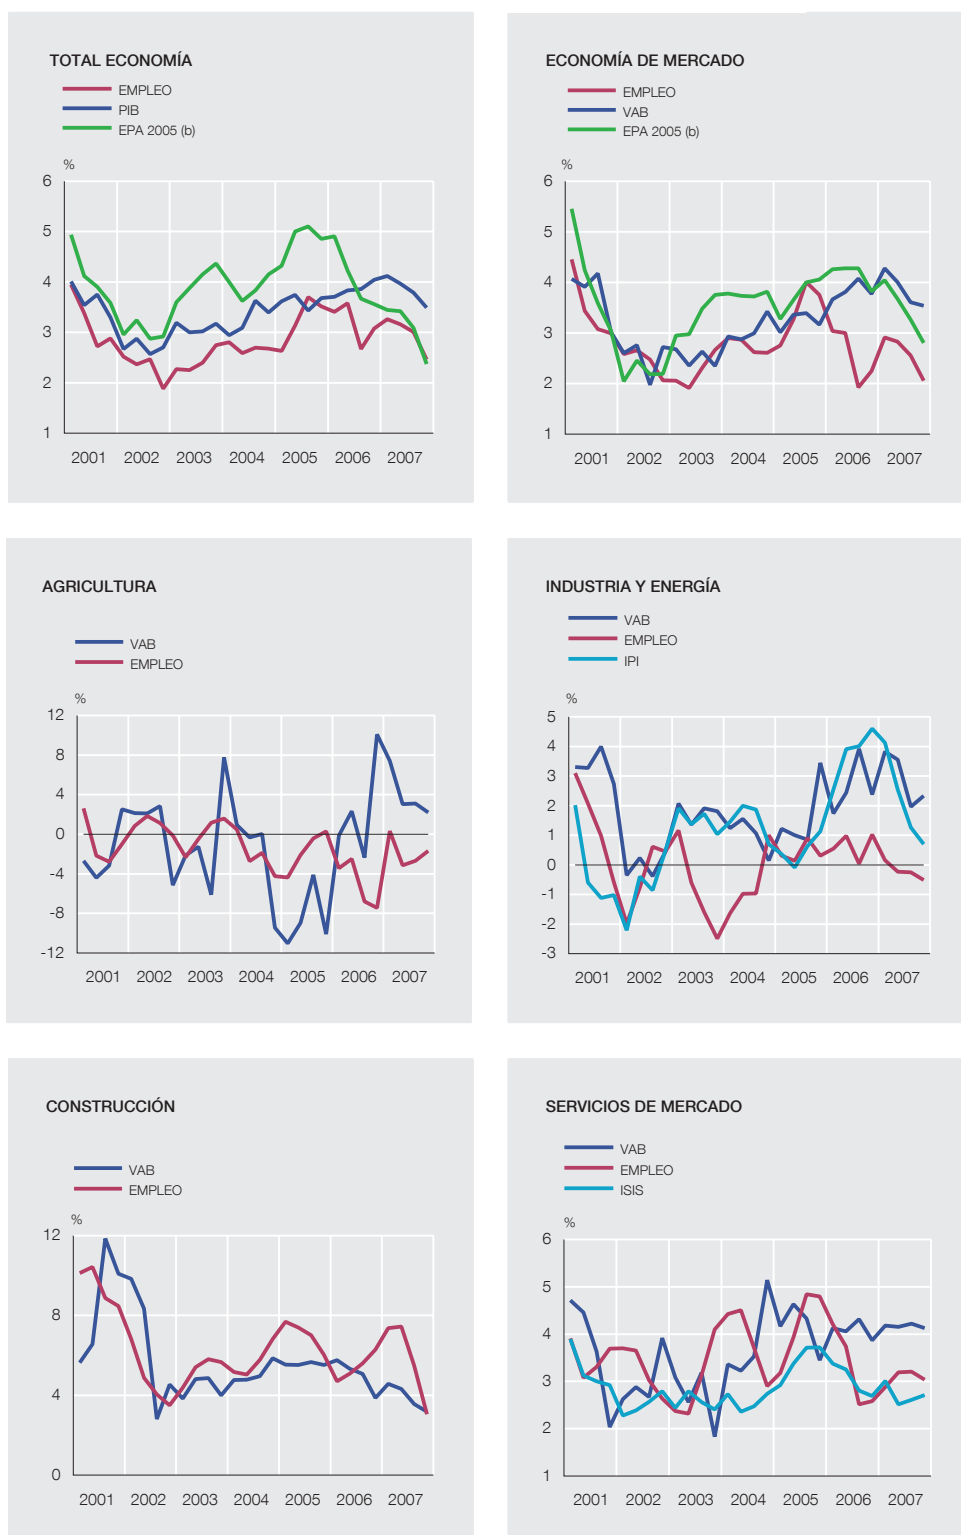 TOTAL ECONOMÍA
EMPLEO
PIB
EPA 2005 (b)
%
6
5
4
3
2
1
2001 2002 2003 2004 2005 2006 2007
ECONOMÍA DE MERCADO
EMPLEO
VAB
EPA 2005 (b)
%
6
5
4
3
2
1
2001 2002 2003 2004 2005 2006 2007
AGRICULTURA
VAB
EMPLEO
%
12
8
4
0
-4
-8
-12
2001 2002 2003 2004 2005 2006 2007
INDUSTRIA Y ENERGÍA
VAB
EMPLEO
IPI
%
5
4
3
2
1
0
-1
-2
-3
2001 2002 2003 2004 2005 2006 2007
CONSTRUCCIÓN
VAB
EMPLEO
%
12
8
4
0
2001 2002 2003 2004 2005 2006 2007
SERVICIOS DE MERCADO
VAB
EMPLEO
ISIS
%
6
5
4
3
2
1
2001 2002 2003 2004 2005 2006 2007